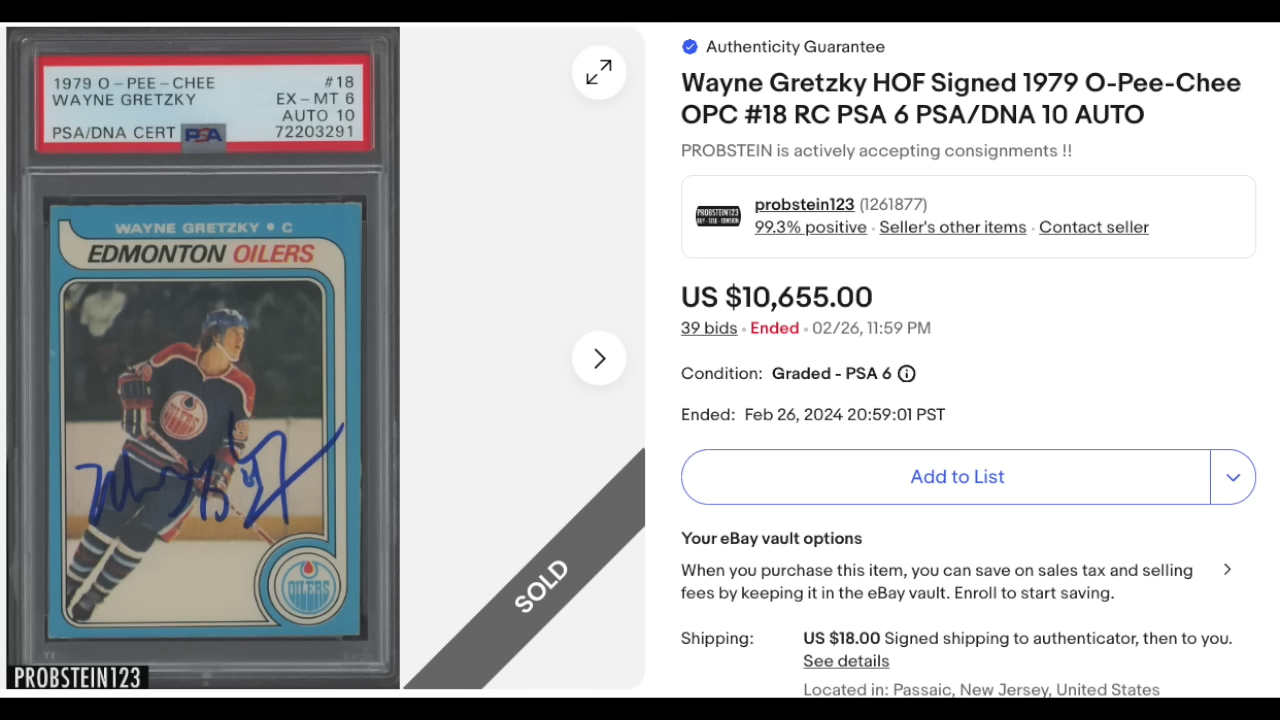 1979 O-PEE-CHEE #18
WAYNE GRETZKY EX-MT 6
AUTO 10
PSA/DNA CERT PSA 72203291
WAYNE GRETZKY • C
EDMONTON OILERS
OILERS
OILERS
PROBSTEIN123
SOLD
Authenticity Guarantee
Wayne Gretzky HOF Signed 1979 O-Pee-Chee
OPC #18 RC PSA 6 PSA/DNA 10 AUTO
PROBSTEIN is actively accepting consignments !!
PROBSTEIN123
BUY - SELL - CONSIGN
probstein123 (1261877)
99.3% positive · Seller's other items · Contact seller
US $10,655.00
39 bids · Ended · 02/26, 11:59 PM
Condition: Graded - PSA 6
Ended: Feb 26, 2024 20:59:01 PST
Add to List
Your eBay vault options
When you purchase this item, you can save on sales tax and selling
fees by keeping it in the eBay vault. Enroll to start saving.
Shipping: US $18.00 Signed shipping to authenticator, then to you.
See details
Located in: Passaic, New Jersey, United States